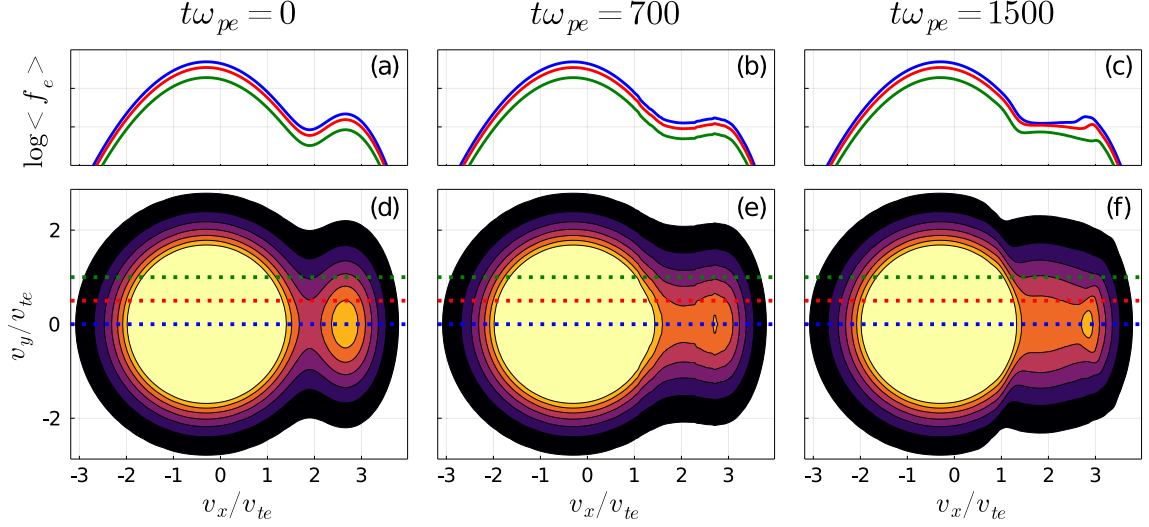 tω_pe = 0
tω_pe = 700
tω_pe = 1500
log< f_e >
(a)
(b)
(c)
(d)
(e)
(f)
v_y/v_te
2
0
-2
-3 -2 -1 0 1 2 3
-3 -2 -1 0 1 2 3
-3 -2 -1 0 1 2 3
v_x/v_te
v_x/v_te
v_x/v_te